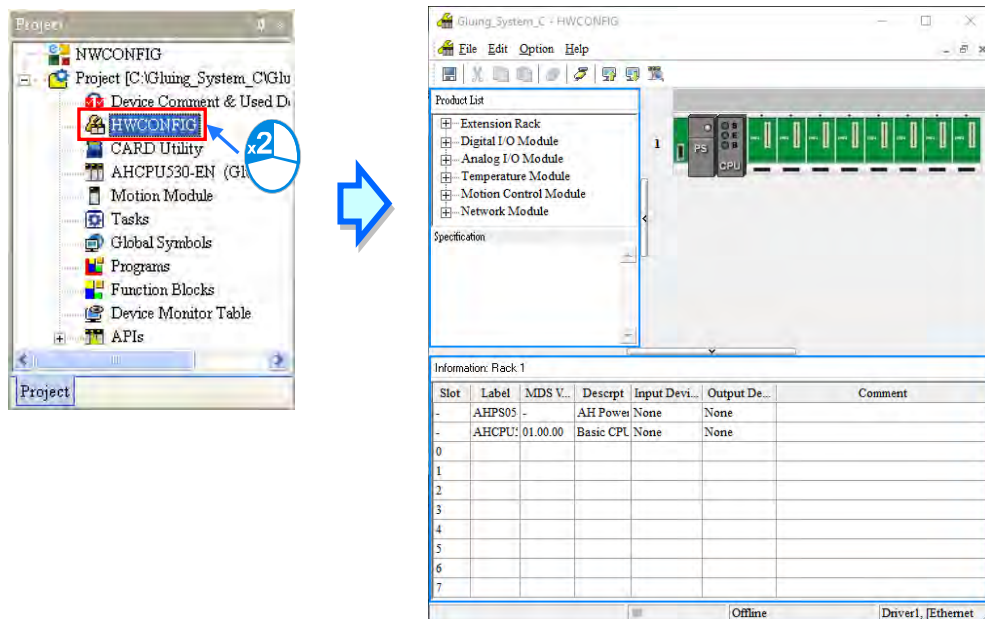 Project
NWCONFIG
Project [C:\Gluing_System_C\Glu
Device Comment & Used D
HWCONFIG
x2
CARD Utility
AHCPU530-EN (Gl
Motion Module
Tasks
Global Symbols
Programs
Function Blocks
Device Monitor Table
APIs
Project
Gluing_System_C - HWCONFIG
File Edit Option Help
Product List
Extension Rack
Digital I/O Module
Analog I/O Module
Temperature Module
Motion Control Module
Network Module
Specification
1
PS
CPU
Information: Rack 1
Slot Label MDS V... Descrpt Input Devi... Output De... Comment
- AHPS05 - AH Power None None
- AHCPU5 01.00.00 Basic CPU None None
0
1
2
3
4
5
6
7
Offline Driver1, [Ethernet